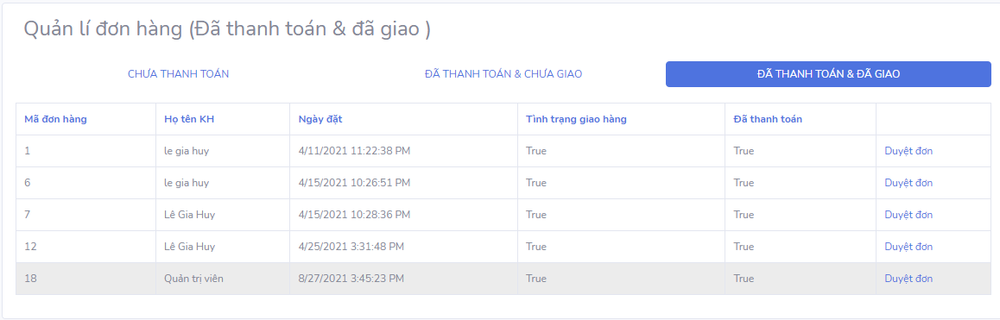 Quản lí đơn hàng (Đã thanh toán & đã giao )
CHƯA THANH TOÁN ĐÃ THANH TOÁN & CHƯA GIAO ĐÃ THANH TOÁN & ĐÃ GIAO
Mã đơn hàng Họ tên KH Ngày đặt Tình trạng giao hàng Đã thanh toán
1 le gia huy 4/11/2021 11:22:38 PM True True Duyệt đơn
6 le gia huy 4/15/2021 10:26:51 PM True True Duyệt đơn
7 Lê Gia Huy 4/15/2021 10:28:36 PM True True Duyệt đơn
12 Lê Gia Huy 4/25/2021 3:31:48 PM True True Duyệt đơn
18 Quản trị viên 8/27/2021 3:45:23 PM True True Duyệt đơn